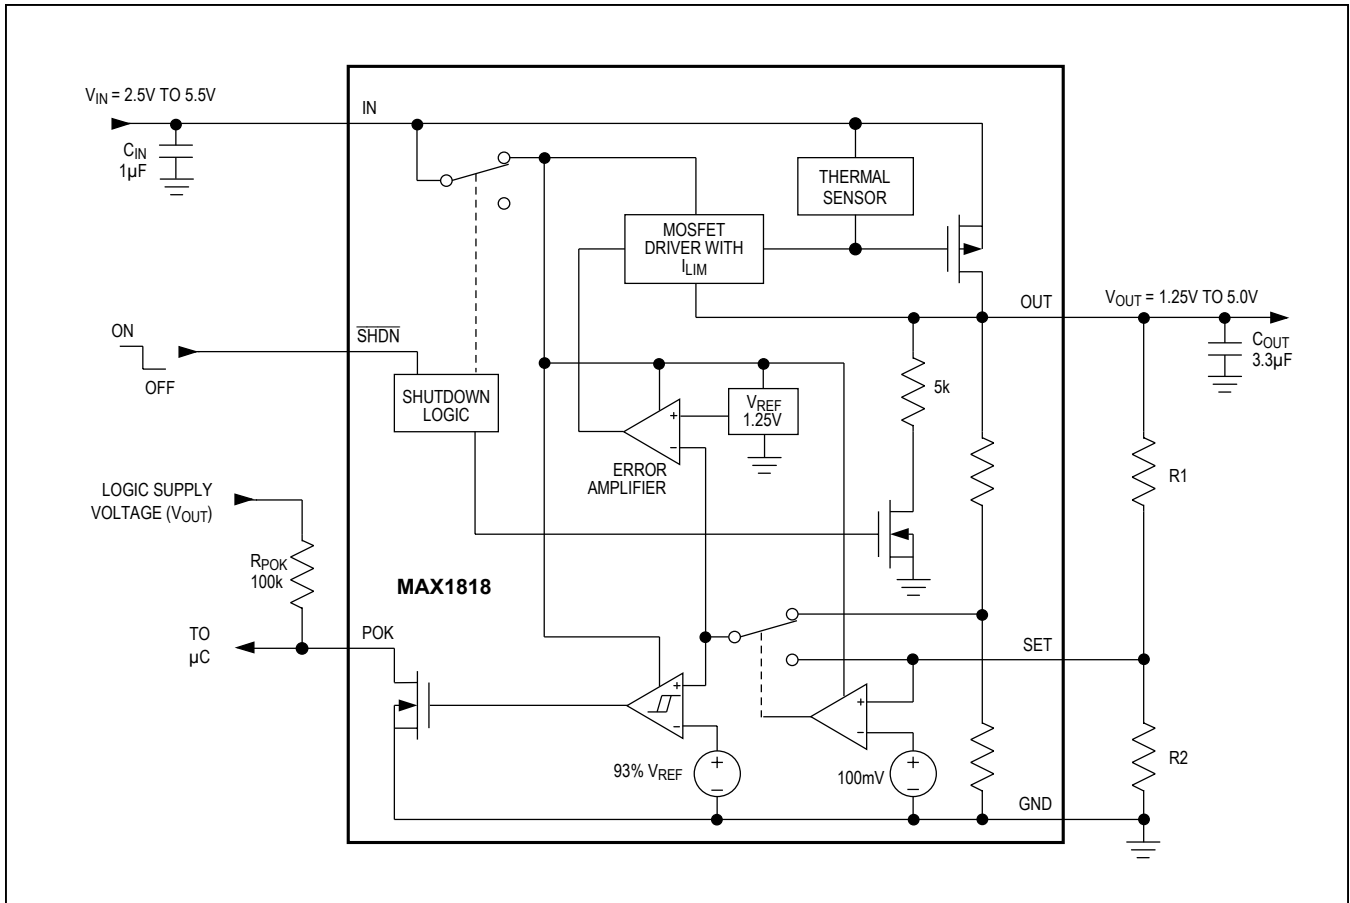 V_IN = 2.5V TO 5.5V
IN
C_IN
1µF
THERMAL
SENSOR
MOSFET
DRIVER WITH
I_LIM
OUT
V_OUT = 1.25V TO 5.0V
C_OUT
3.3µF
ON
OFF
SHDN
SHUTDOWN
LOGIC
V_REF
1.25V
+
−
5k
ERROR
AMPLIFIER
R1
LOGIC SUPPLY
VOLTAGE (V_OUT)
R_POK
100k
MAX1818
TO
µC
POK
SET
+
−
+
−
93% V_REF
+
−
100mV
+
−
R2
GND